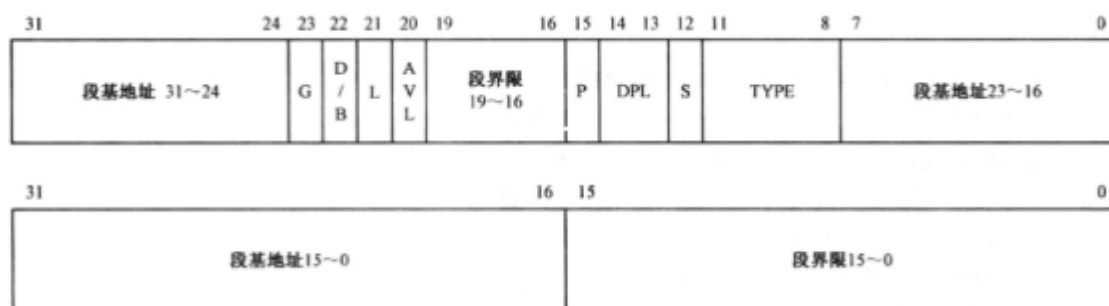 31 24 23 22 21 20 19 16 15 14 13 12 11 8 7 0
段基地址 31～24 G D/B L AVL 段界限 19～16 P DPL S TYPE 段基地址23～16
31 16 15 0
段基地址15～0 段界限15～0